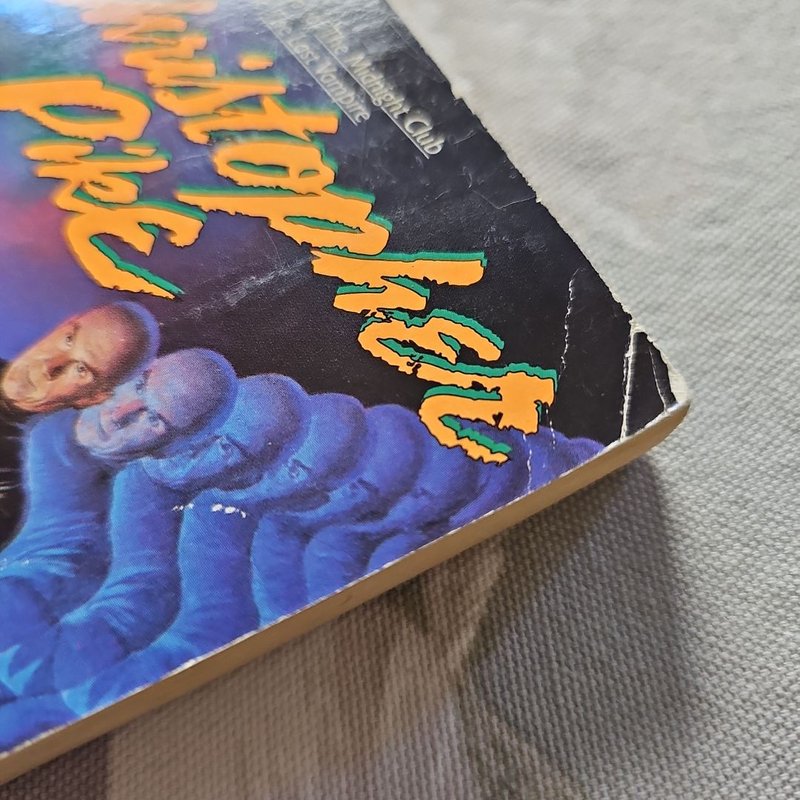 The Midnight Club
Last Vampire
hristopher
PikE